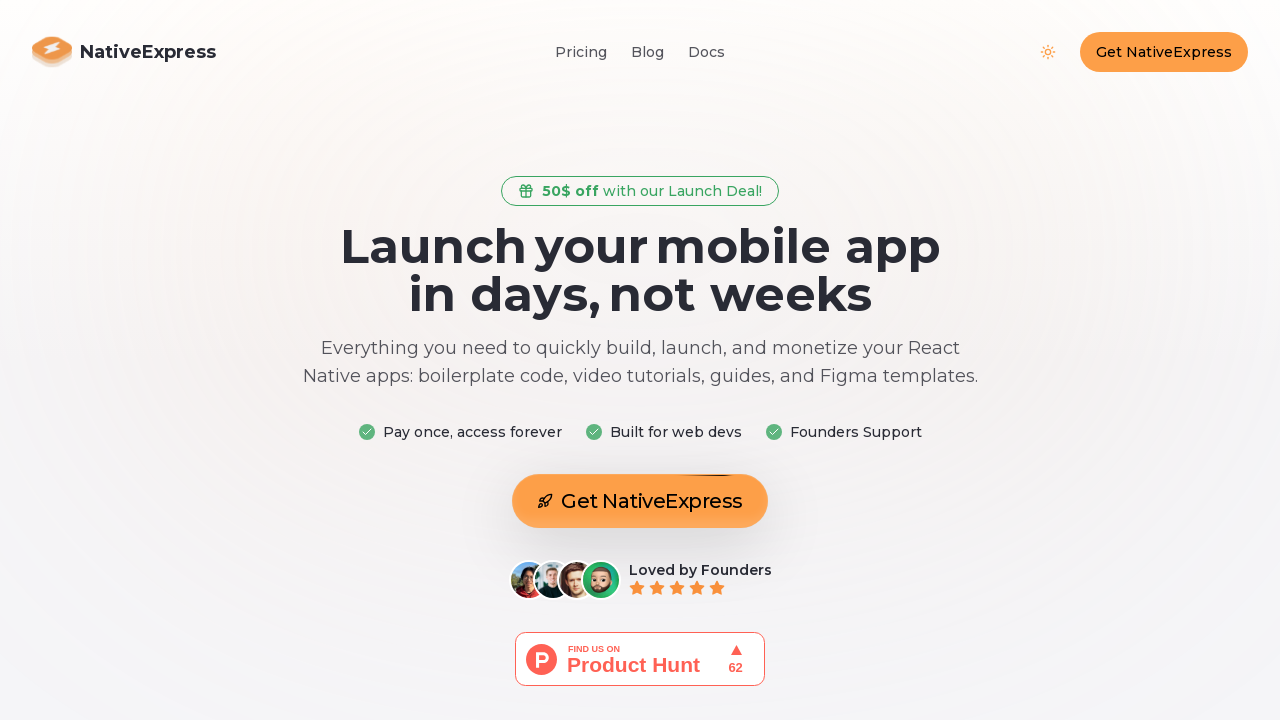 NativeExpress
Pricing
Blog
Docs
Get NativeExpress
50$ off with our Launch Deal!
Launch your mobile app
in days, not weeks
Everything you need to quickly build, launch, and monetize your React
Native apps: boilerplate code, video tutorials, guides, and Figma templates.
Pay once, access forever
Built for web devs
Founders Support
Get NativeExpress
Loved by Founders
FIND US ON
Product Hunt
62